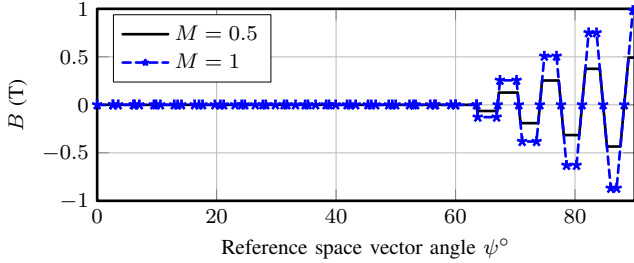 1
0.5
0
−0.5
−1
B (T)
M = 0.5
M = 1
0 20 40 60 80
Reference space vector angle ψ°